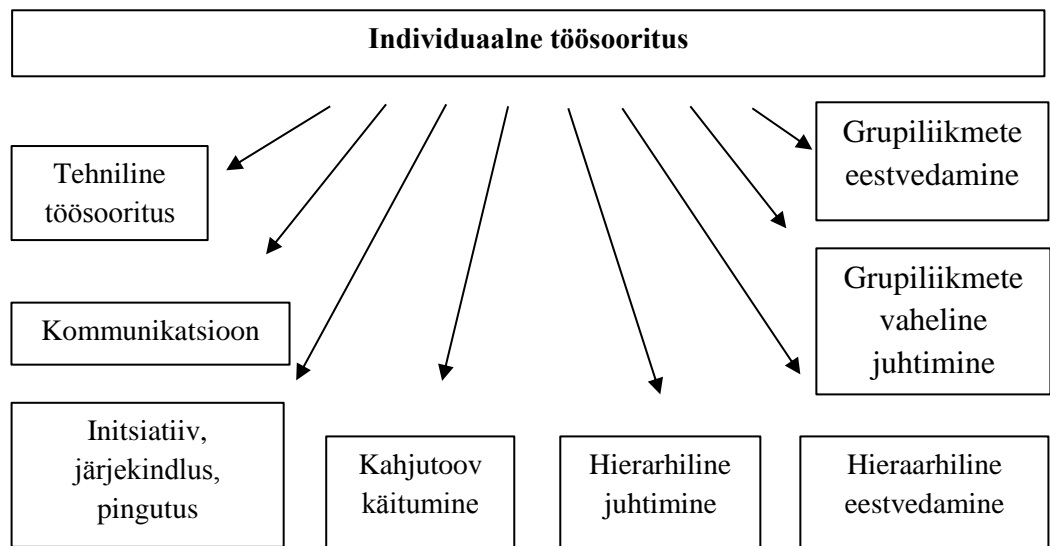 Individuaalne töösooritus
Tehniline
töösooritus
Kommunikatsioon
Initsiatiiv,
järjekindlus,
pingutus
Kahjutoov
käitumine
Hierarhiline
juhtimine
Hieraarhiline
eestvedamine
Grupiliikmete
vaheline
juhtimine
Grupiliikmete
eestvedamine